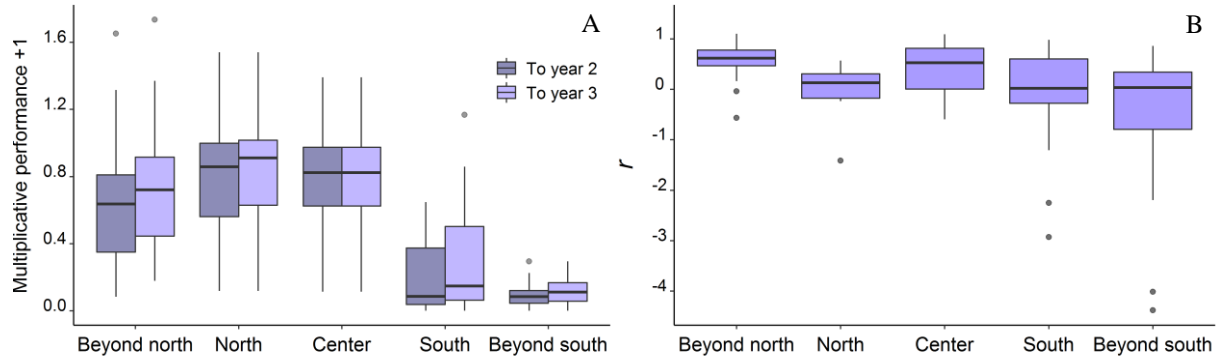 A
Multiplicative performance +1
1.6
1.2
0.8
0.4
0.0
To year 2
To year 3
Beyond north North Center South Beyond south
B
r
1
0
-1
-2
-3
-4
Beyond north North Center South Beyond south